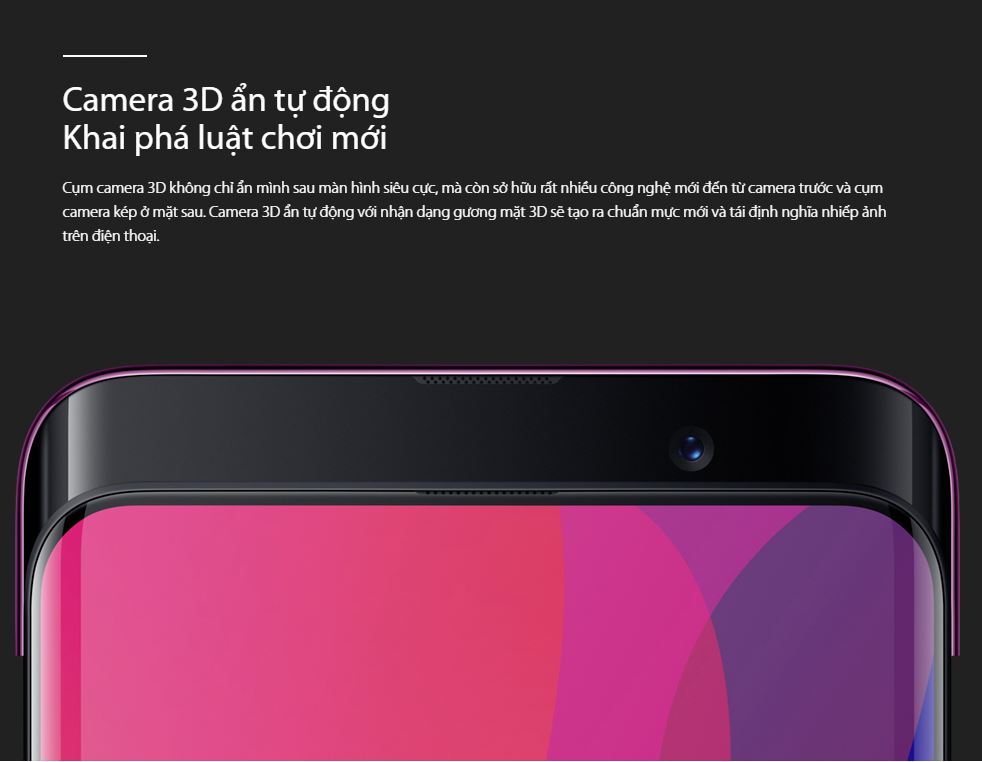 Camera 3D ẩn tự động
Khai phá luật chơi mới
Cụm camera 3D không chỉ ẩn mình sau màn hình siêu cực, mà còn sở hữu rất nhiều công nghệ mới đến từ camera trước và cụm
camera kép ở mặt sau. Camera 3D ẩn tự động với nhận dạng gương mặt 3D sẽ tạo ra chuẩn mực mới và tái định nghĩa nhiếp ảnh
trên điện thoại.